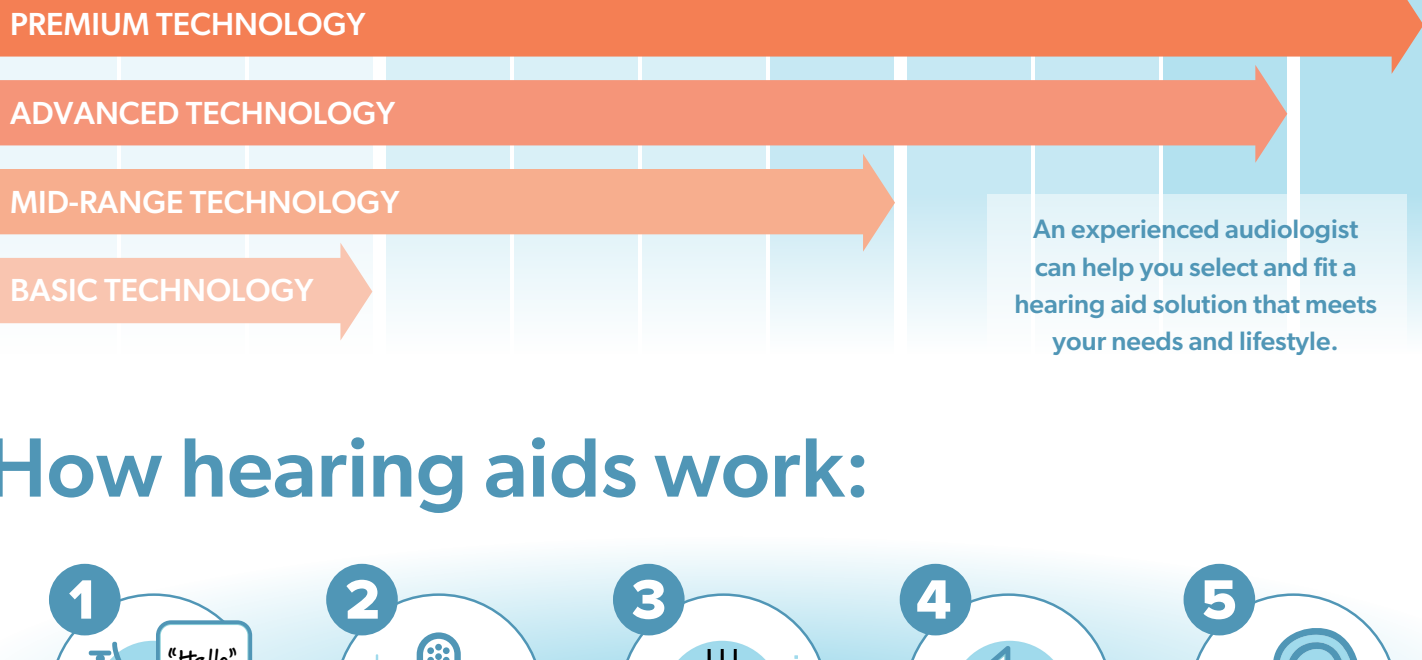 PREMIUM TECHNOLOGY
ADVANCED TECHNOLOGY
MID-RANGE TECHNOLOGY
BASIC TECHNOLOGY
An experienced audiologist
can help you select and fit a
hearing aid solution that meets
your needs and lifestyle.
How hearing aids work:
1
2
3
4
5
"Hello"